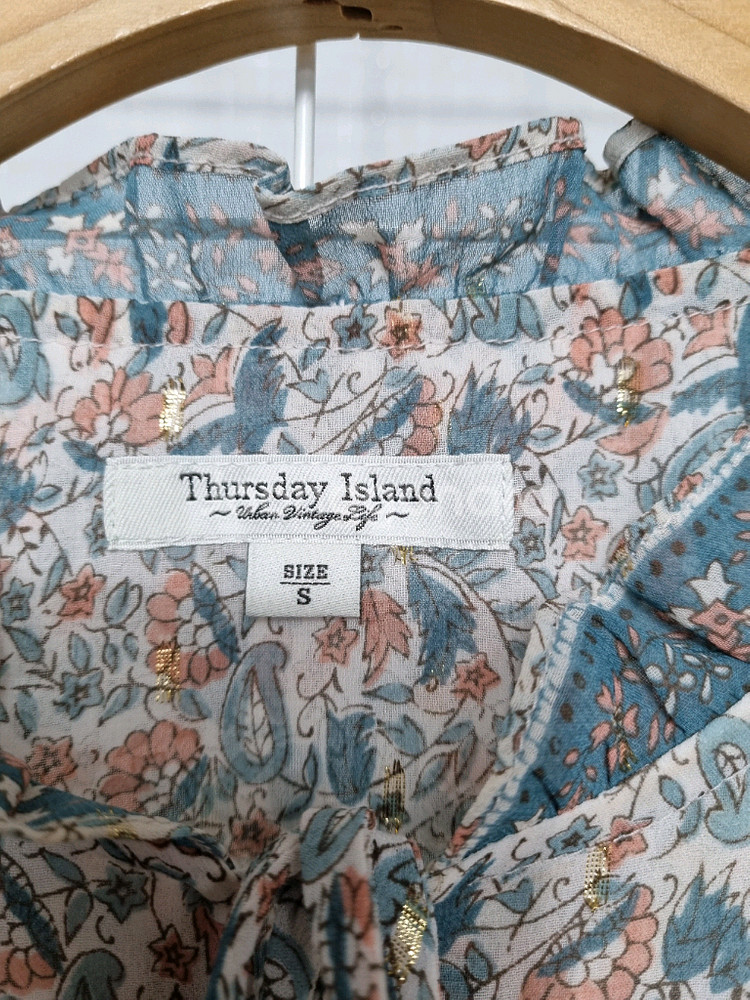 Thursday Island
~ Urban Vintage Life ~
SIZE
S